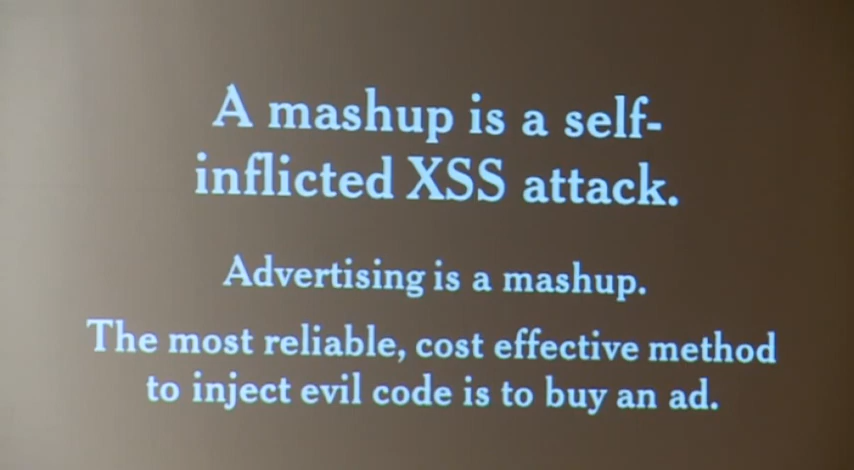 A mashup is a self-
inflicted XSS attack.
Advertising is a mashup.
The most reliable, cost effective method
to inject evil code is to buy an ad.